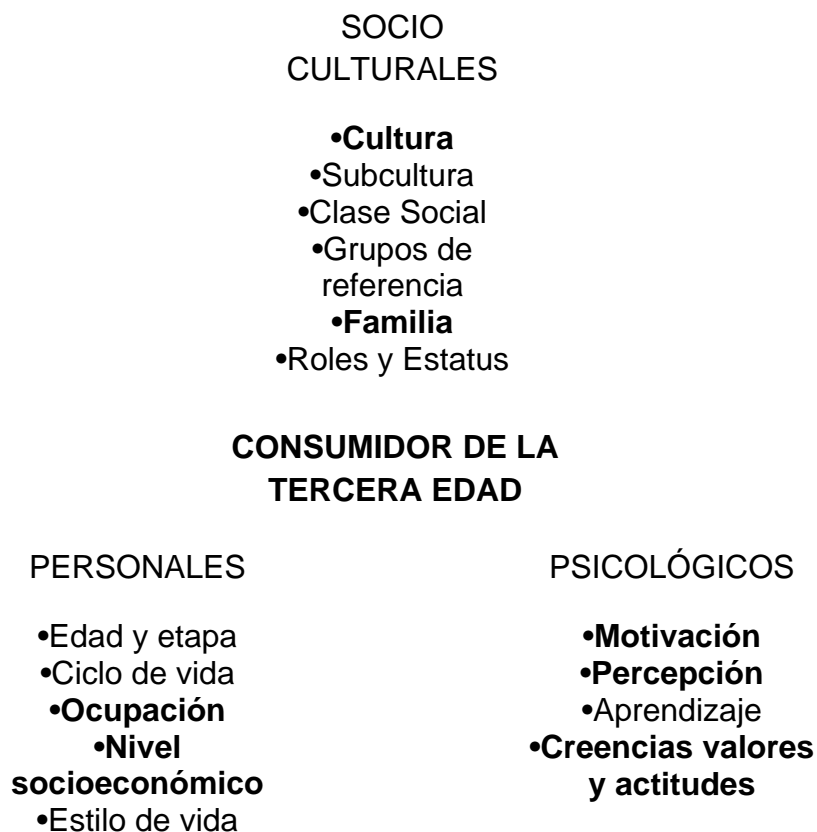 SOCIO
CULTURALES
•Cultura
•Subcultura
•Clase Social
•Grupos de
referencia
•Familia
•Roles y Estatus
CONSUMIDOR DE LA
TERCERA EDAD
PERSONALES
•Edad y etapa
•Ciclo de vida
•Ocupación
•Nivel
socioeconómico
•Estilo de vida
PSICOLÓGICOS
•Motivación
•Percepción
•Aprendizaje
•Creencias valores
y actitudes